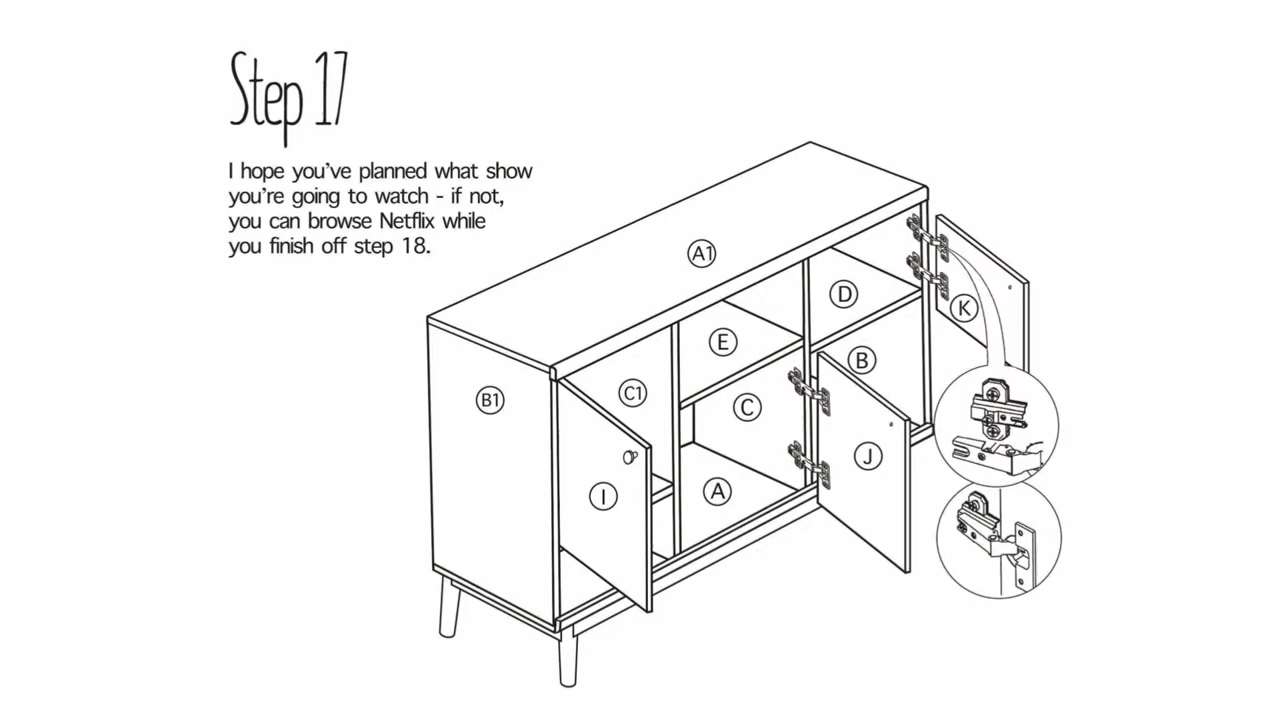 Step 17
I hope you've planned what show
you're going to watch - if not,
you can browse Netflix while
you finish off step 18.
A1
D
K
E
B
B1
C1
C
J
I
A